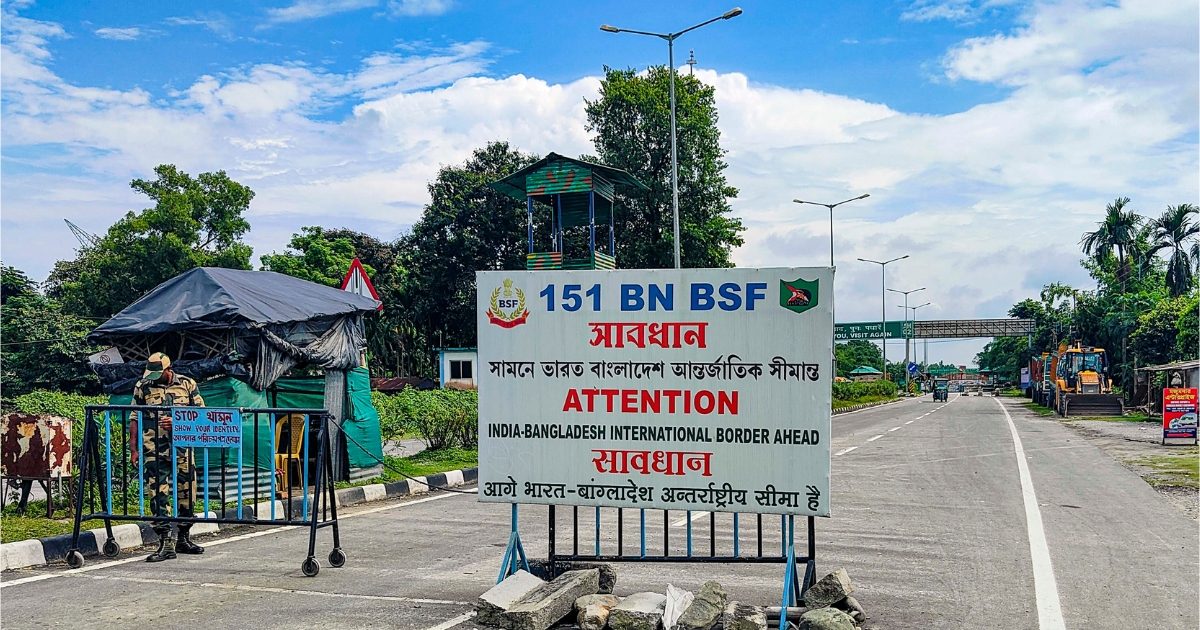 BSF
151 BN BSF
সাবধান
সামনে ভারত বাংলাদেশ আন্তর্জাতিক সীমান্ত
ATTENTION
INDIA-BANGLADESH INTERNATIONAL BORDER AHEAD
सावधान
आगे भारत-बांग्लादेश अन्तर्राष्ट्रीय सीमा है
STOP থামুন
SHOW YOUR IDENTITY
YOU, VISIT AGAIN